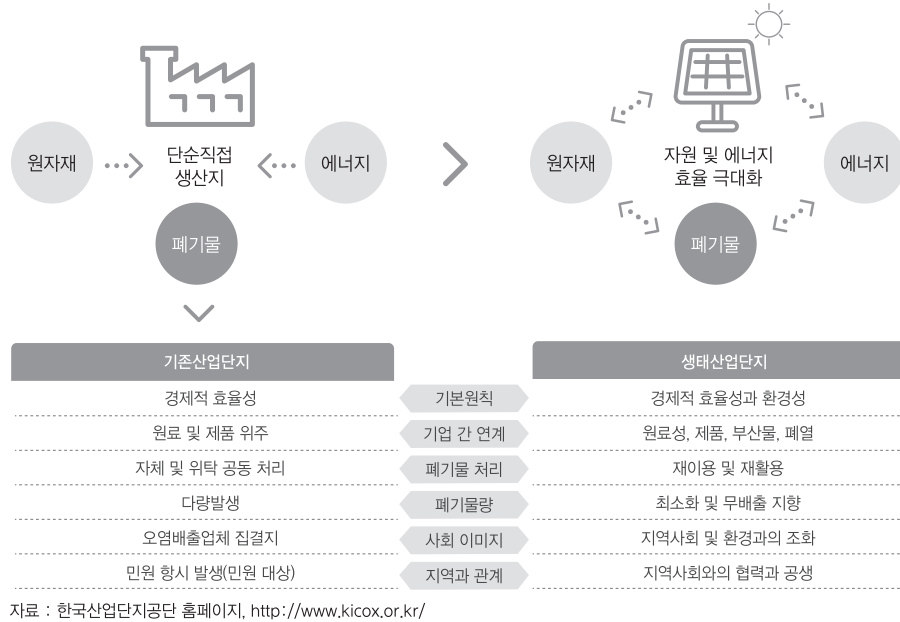 원자재
단순직접
생산지
에너지
폐기물
원자재
자원 및 에너지
효율 극대화
에너지
폐기물
기존산업단지 생태산업단지
경제적 효율성 기본원칙 경제적 효율성과 환경성
원료 및 제품 위주 기업 간 연계 원료성, 제품, 부산물, 폐열
자체 및 위탁 공동 처리 폐기물 처리 재이용 및 재활용
다량발생 폐기물량 최소화 및 무배출 지향
오염배출업체 집결지 사회 이미지 지역사회 및 환경과의 조화
민원 항시 발생(민원 대상) 지역과 관계 지역사회와의 협력과 공생
자료 : 한국산업단지공단 홈페이지, http://www.kicox.or.kr/